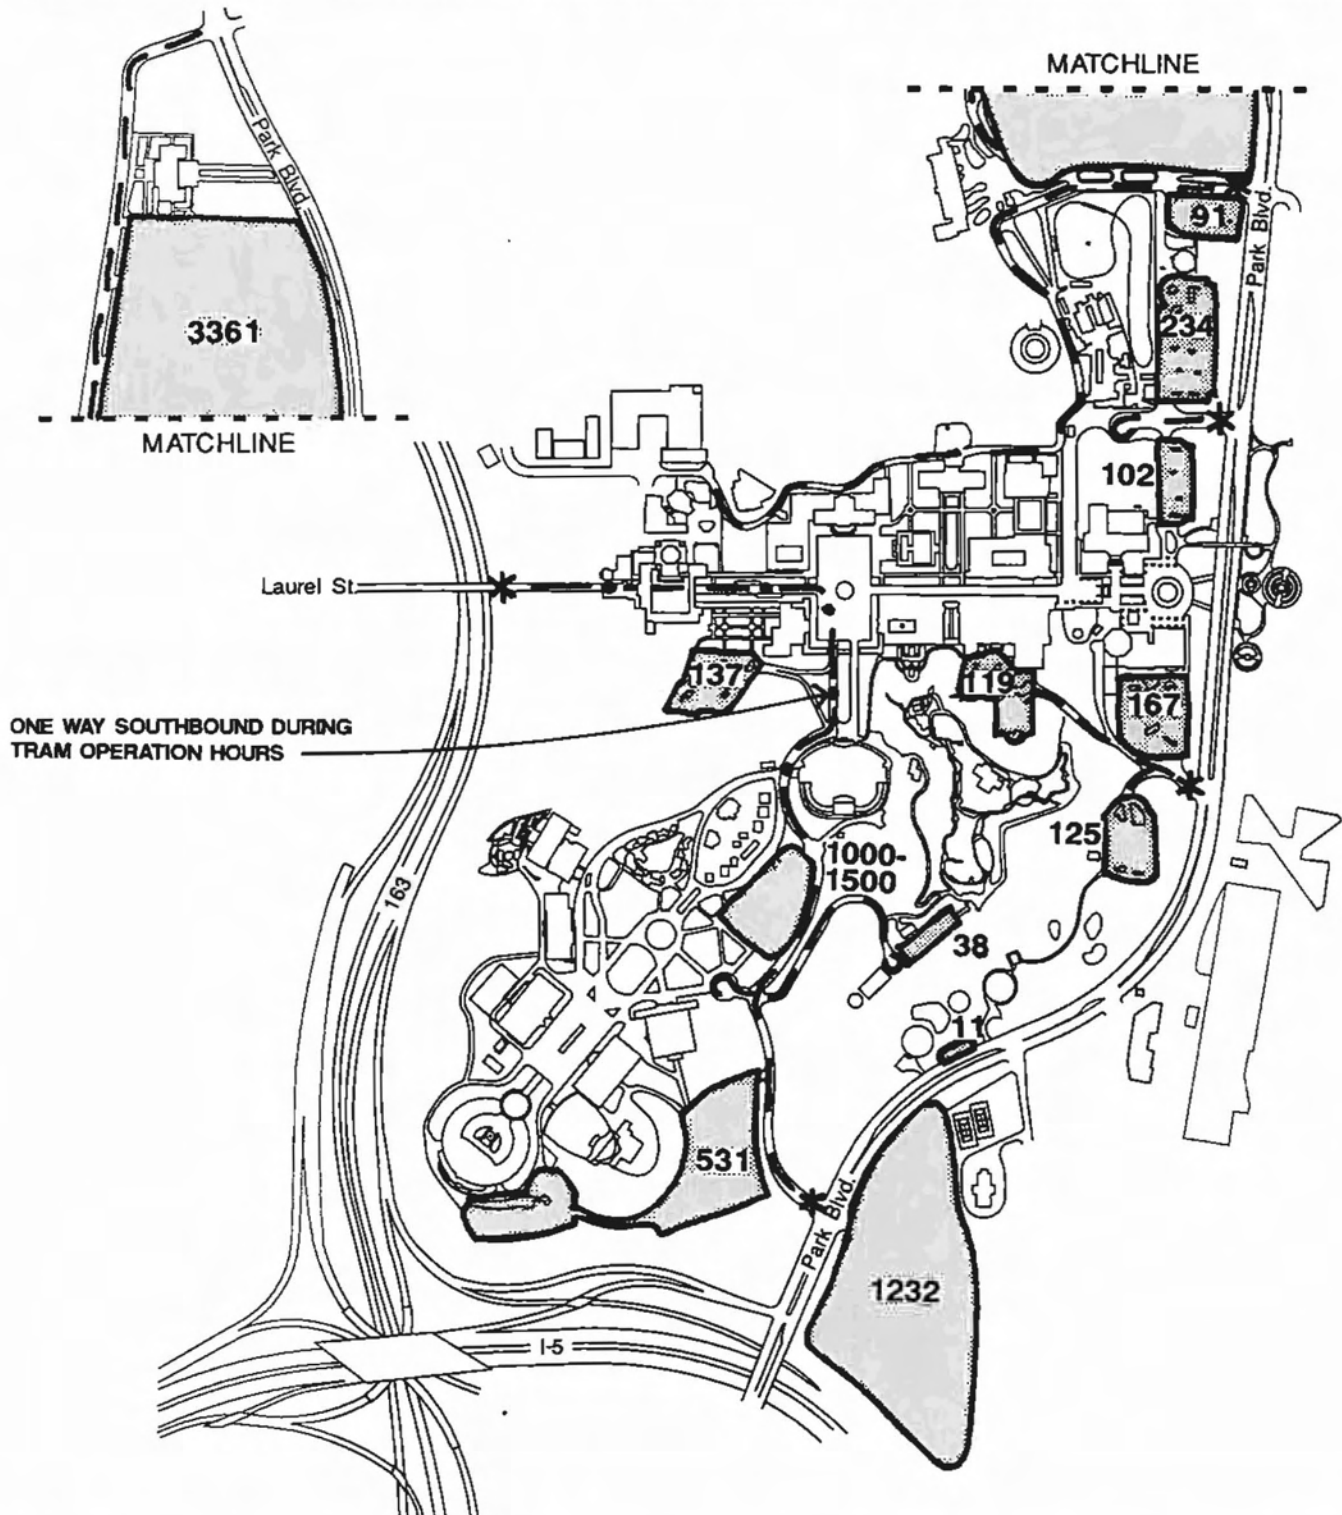 MATCHLINE
Park Blvd.
91
Park Blvd.
234
3361
MATCHLINE
102
Laurel St.
137
119
167
ONE WAY SOUTHBOUND DURING
TRAM OPERATION HOURS
125
1000-
1500
163
38
11
531
Park Blvd.
1232
I-5